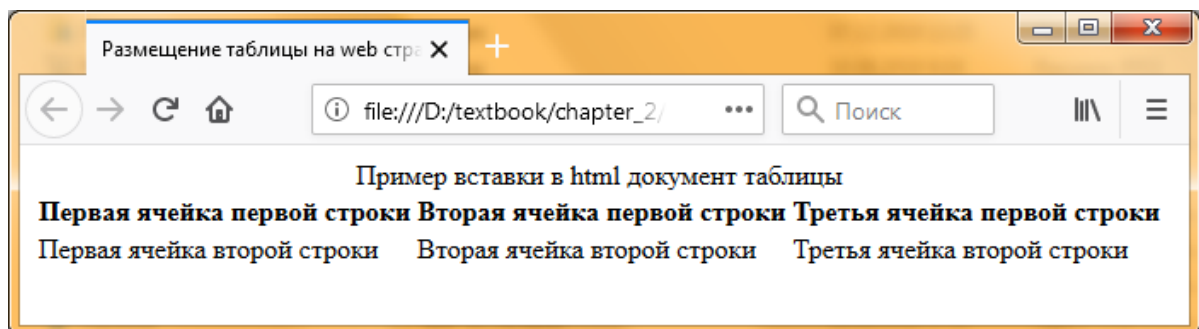 Размещение таблицы на web стра
file:///D:/textbook/chapter_2/
Поиск
Пример вставки в html документ таблицы
Первая ячейка первой строки Вторая ячейка первой строки Третья ячейка первой строки
Первая ячейка второй строки Вторая ячейка второй строки Третья ячейка второй строки